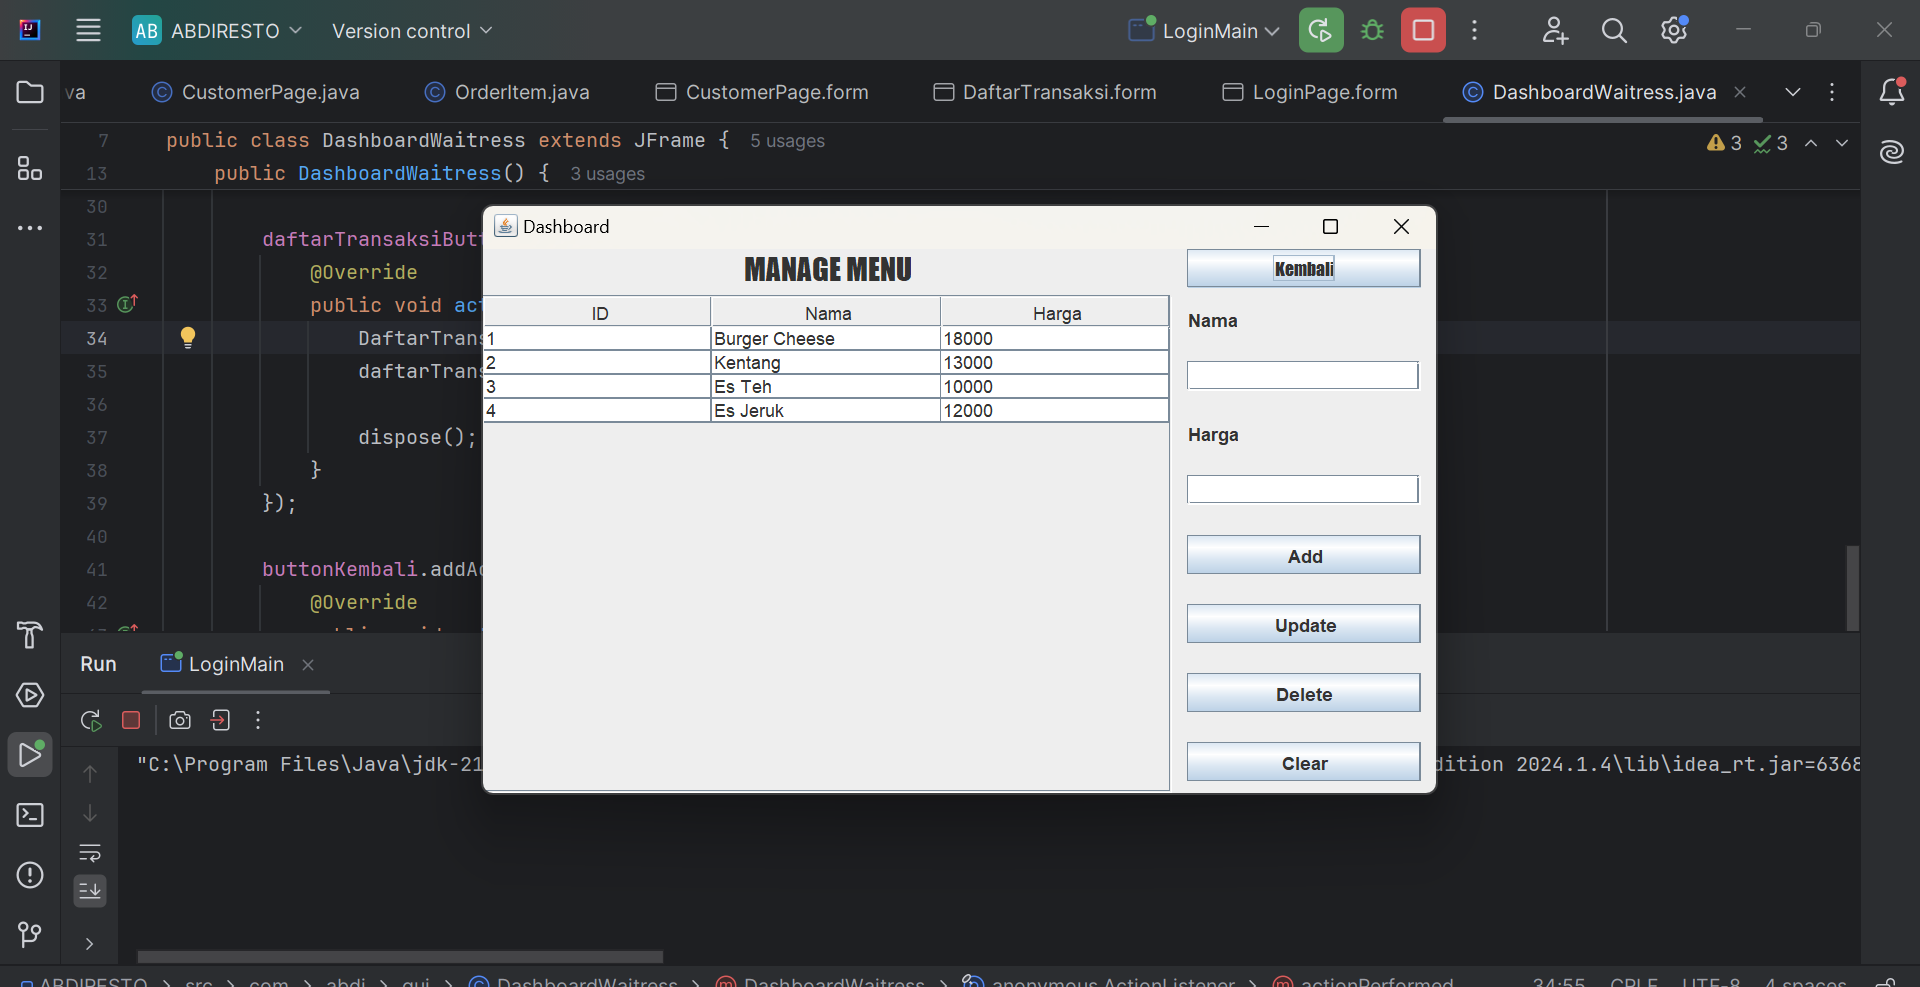 AB ABDIRESTO Version control LoginMain
va CustomerPage.java OrderItem.java CustomerPage.form DaftarTransaksi.form LoginPage.form DashboardWaitress.java
7 public class DashboardWaitress extends JFrame { 5 usages 3 3
13 public DashboardWaitress() { 3 usages
30
31 daftarTransaksiButt
32 @Override
33 public void act
34 DaftarTrans
35 daftarTrans
36
37 dispose();
38 }
39 });
40
41 buttonKembali.addAc
42 @Override
Dashboard
MANAGE MENU
Kembali
ID Nama Harga
1 Burger Cheese 18000
2 Kentang 13000
3 Es Teh 10000
4 Es Jeruk 12000
Nama
Harga
Add
Update
Delete
Clear
Run LoginMain
"C:\Program Files\Java\jdk-21 dition 2024.1.4\lib\idea_rt.jar=6368
ABDIRESTO src com abdi gui DashboardWaitress DashboardWaitress anonymous ActionListener actionPerformed 34:55 CRLF UTF-8 4 spaces